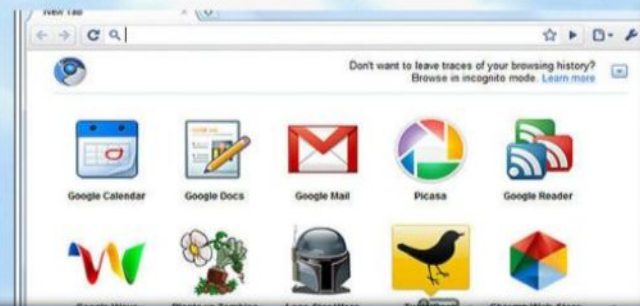 New Tab
Don't want to leave traces of your browsing history?
Browse in incognito mode. Learn more
Google Calendar
Google Docs
Google Mail
Picasa
Google Reader